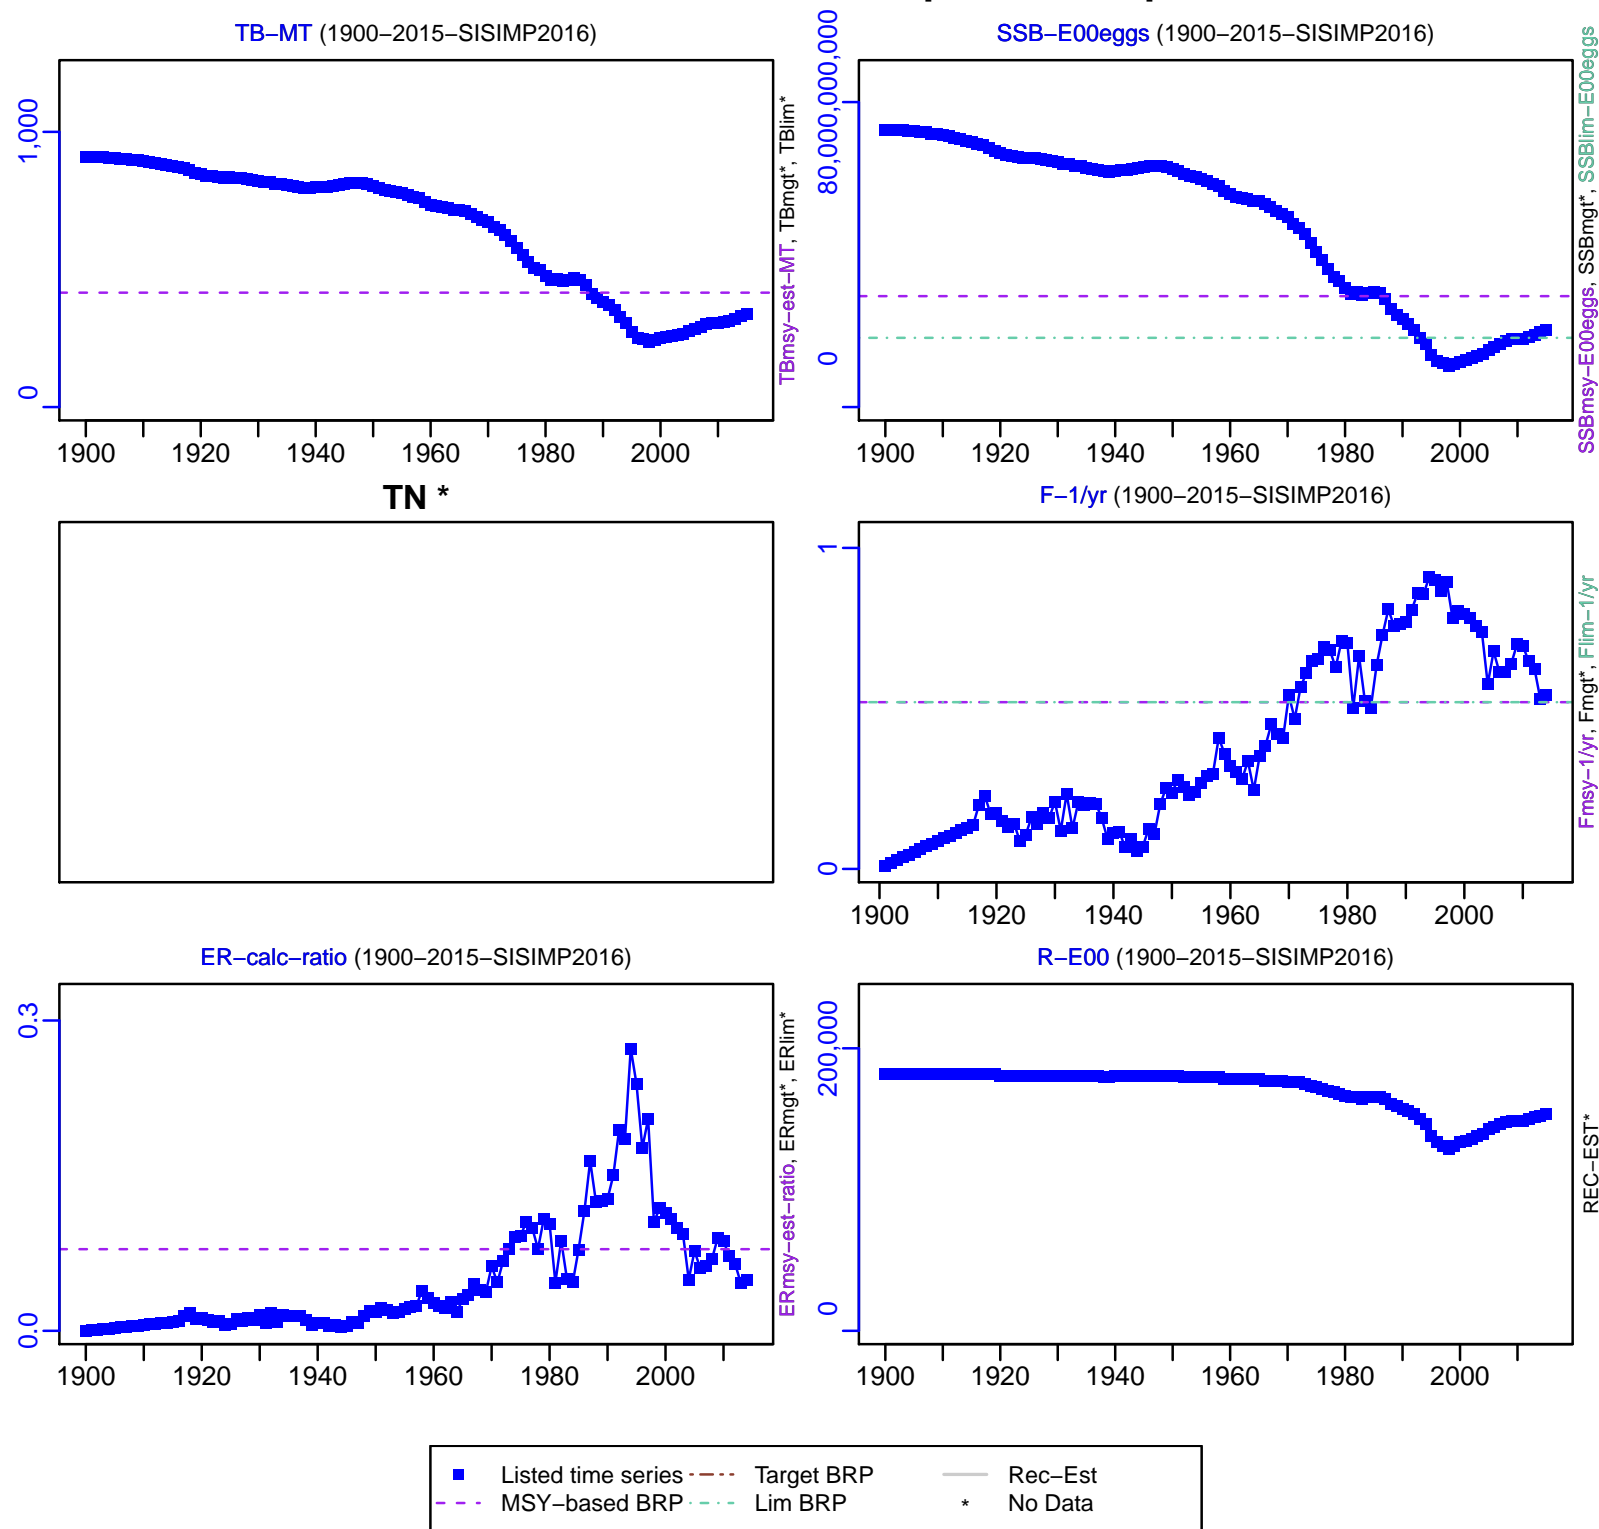 TB−MT (1900−2015−SISIMP2016)
1,000
0
TBmsy−est−MT, TBmgt*, TBlim*
1900 1920 1940 1960 1980 2000
SSB−E00eggs (1900−2015−SISIMP2016)
80,000,000
0
SSBmsy−E00eggs, SSBmgt*, SSBlim−E00eggs
1900 1920 1940 1960 1980 2000
TN *
F−1/yr (1900−2015−SISIMP2016)
1
0
Fmsy−1/yr, Fmgt*, Flim−1/yr
1900 1920 1940 1960 1980 2000
ER−calc−ratio (1900−2015−SISIMP2016)
0.3
0.0
ERmsy−est−ratio, ERmgt*, ERlim*
1900 1920 1940 1960 1980 2000
R−E00 (1900−2015−SISIMP2016)
200,000
0
REC−EST*
1900 1920 1940 1960 1980 2000
Listed time series Target BRP Rec−Est
MSY−based BRP Lim BRP * No Data